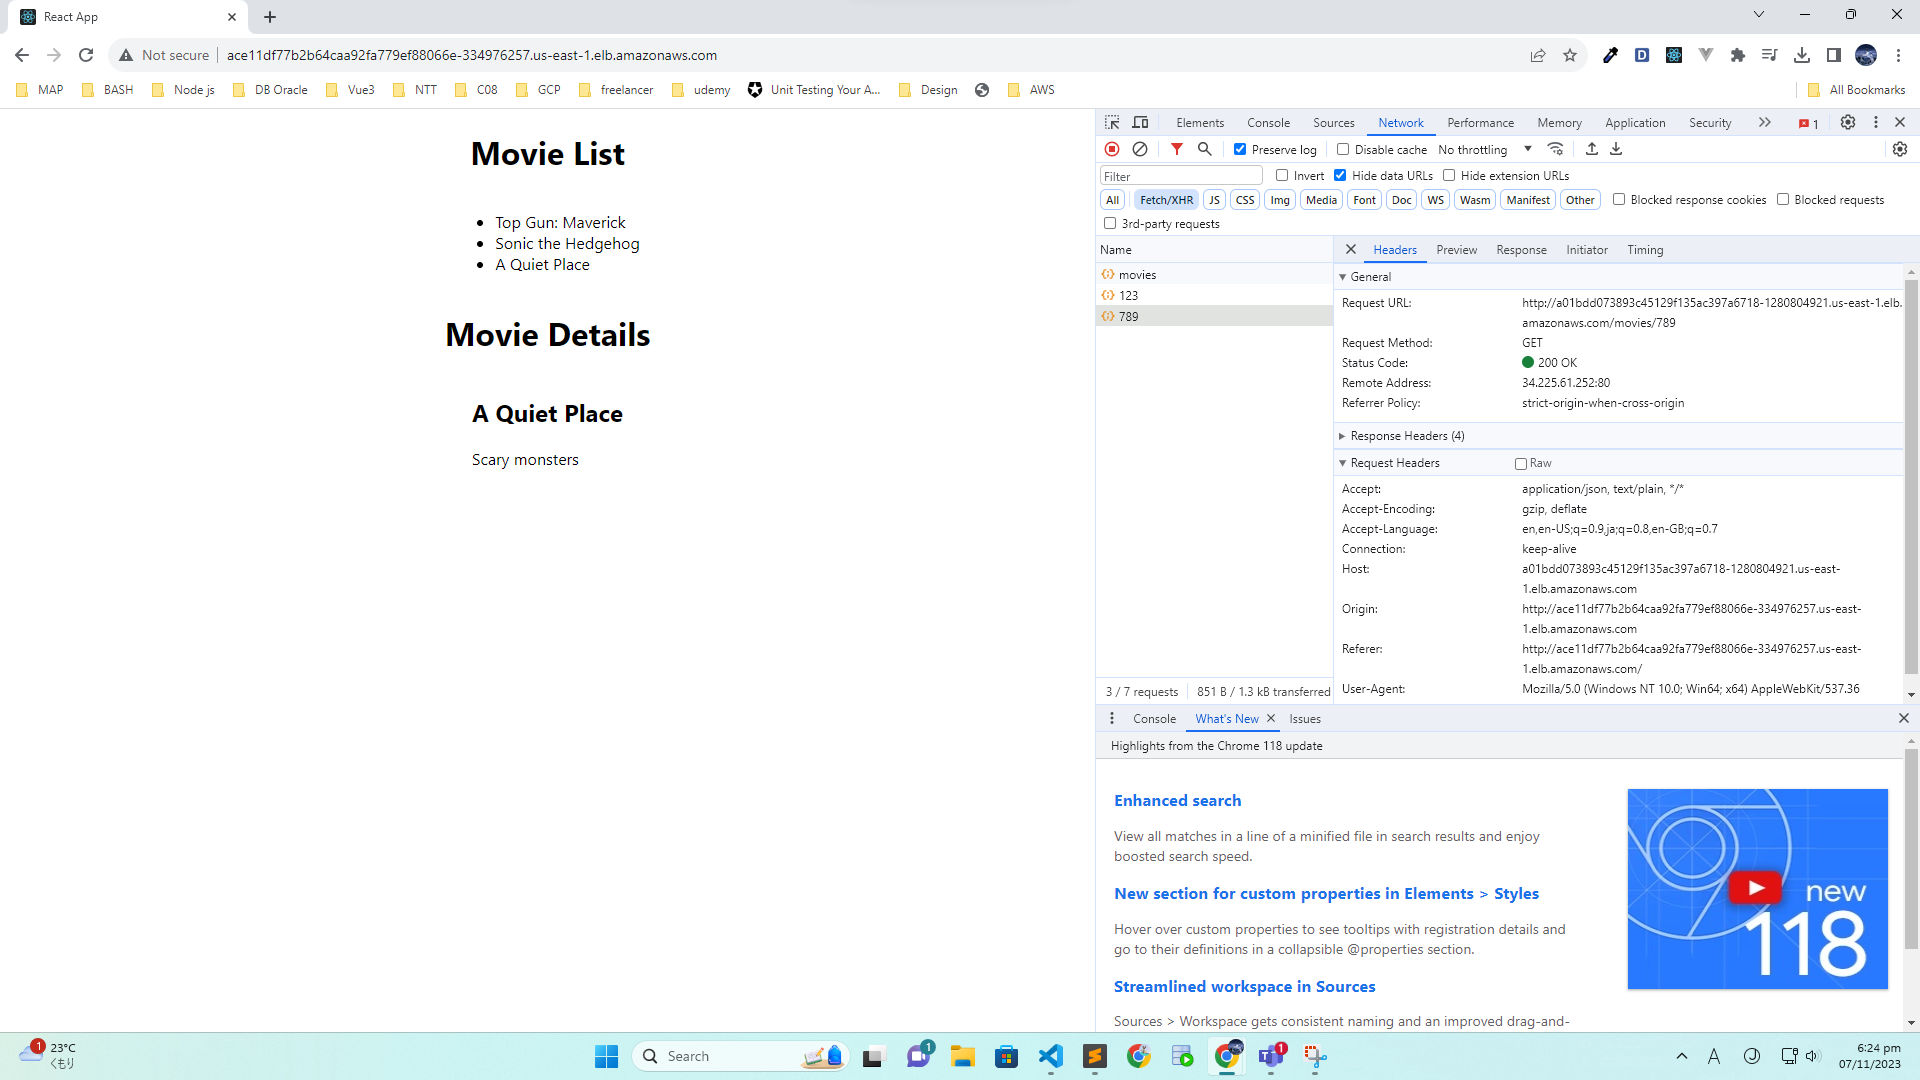 React App
Not secure
ace11df77b2b64caa92fa779ef88066e-334976257.us-east-1.elb.amazonaws.com
MAP BASH Node js DB Oracle Vue3 NTT C08 GCP freelancer udemy Unit Testing Your A... Design AWS All Bookmarks
Movie List
Top Gun: Maverick
Sonic the Hedgehog
A Quiet Place
Movie Details
A Quiet Place
Scary monsters
Elements Console Sources Network Performance Memory Application Security 1
Preserve log Disable cache No throttling
Filter Invert Hide data URLs Hide extension URLs
All Fetch/XHR JS CSS Img Media Font Doc WS Wasm Manifest Other Blocked response cookies Blocked requests
3rd-party requests
Name
movies
123
789
3 / 7 requests 851 B / 1.3 kB transferred
Headers Preview Response Initiator Timing
General
Request URL: http://a01bdd073893c45129f135ac397a6718-1280804921.us-east-1.elb.
amazonaws.com/movies/789
Request Method: GET
Status Code: 200 OK
Remote Address: 34.225.61.252:80
Referrer Policy: strict-origin-when-cross-origin
Response Headers (4)
Request Headers Raw
Accept: application/json, text/plain, */*
Accept-Encoding: gzip, deflate
Accept-Language: en,en-US;q=0.9,ja;q=0.8,en-GB;q=0.7
Connection: keep-alive
Host: a01bdd073893c45129f135ac397a6718-1280804921.us-east-
1.elb.amazonaws.com
Origin: http://ace11df77b2b64caa92fa779ef88066e-334976257.us-east-
1.elb.amazonaws.com
Referer: http://ace11df77b2b64caa92fa779ef88066e-334976257.us-east-
1.elb.amazonaws.com/
User-Agent: Mozilla/5.0 (Windows NT 10.0; Win64; x64) AppleWebKit/537.36
Console What's New Issues
Highlights from the Chrome 118 update
Enhanced search
View all matches in a line of a minified file in search results and enjoy
boosted search speed.
New section for custom properties in Elements > Styles
Hover over custom properties to see tooltips with registration details and
go to their definitions in a collapsible @properties section.
Streamlined workspace in Sources
Sources > Workspace gets consistent naming and an improved drag-and-
new
118
1
23°C
くもり
Search
1
1
A
6:24 pm
07/11/2023